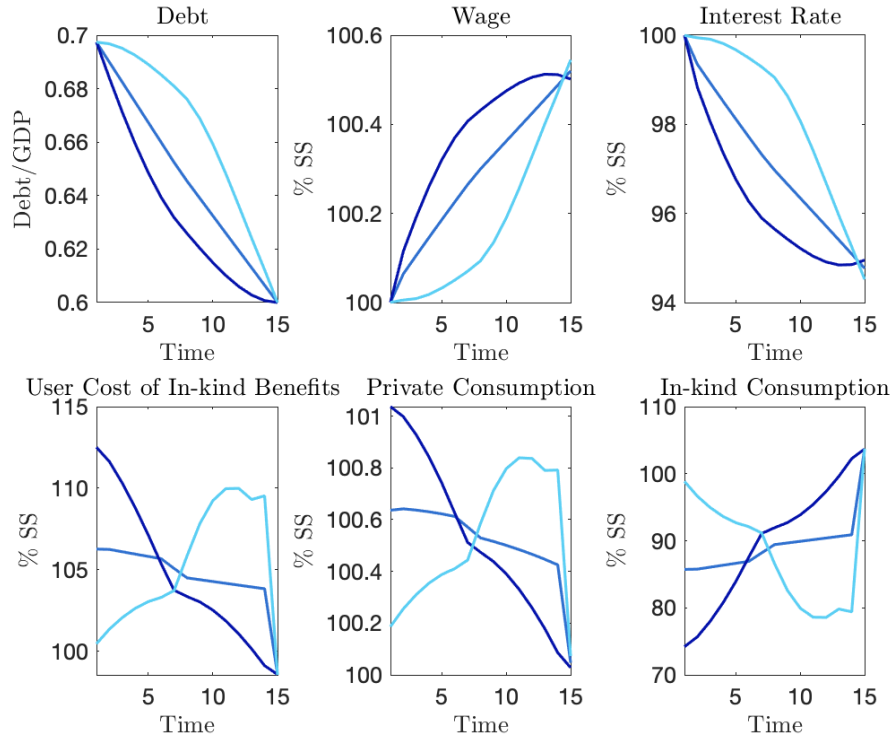 Debt
Wage
Interest Rate
Debt/GDP
0.7
0.68
0.66
0.64
0.62
0.6
5
10
15
Time
% SS
100.6
100.4
100.2
100
5
10
15
Time
% SS
100
98
96
94
5
10
15
Time
User Cost of In-kind Benefits
Private Consumption
In-kind Consumption
% SS
115
110
105
100
5
10
15
Time
% SS
101
100.8
100.6
100.4
100.2
100
5
10
15
Time
% SS
110
100
90
80
70
5
10
15
Time